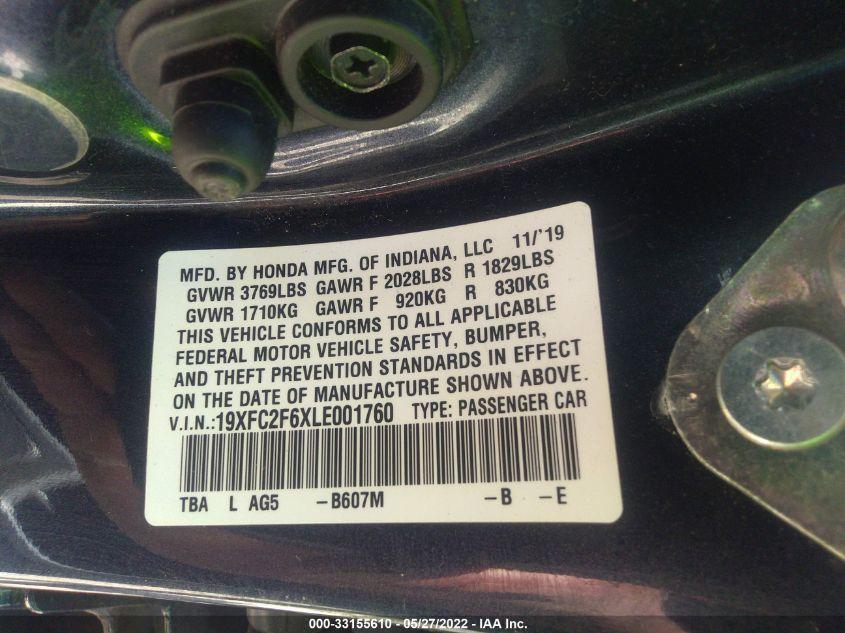 MFD. BY HONDA MFG. OF INDIANA, LLC 11/'19
GVWR 3769LBS GAWR F 2028LBS R 1829LBS
GVWR 1710KG GAWR F 920KG R 830KG
THIS VEHICLE CONFORMS TO ALL APPLICABLE
FEDERAL MOTOR VEHICLE SAFETY, BUMPER,
AND THEFT PREVENTION STANDARDS IN EFFECT
ON THE DATE OF MANUFACTURE SHOWN ABOVE.
V.I.N.:19XFC2F6XLE001760 TYPE: PASSENGER CAR
TBA L AG5 -B607M -B -E
000-33155610 - 05/27/2022 - IAA Inc.